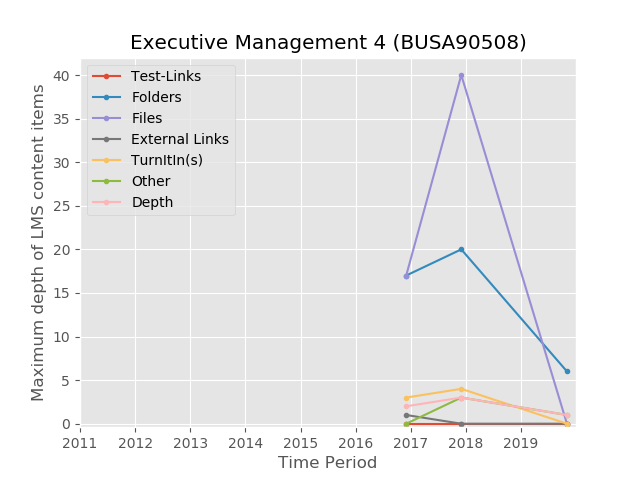 Executive Management 4 (BUSA90508)
Test-Links
Folders
Files
External Links
TurnItIn(s)
Other
Depth
Maximum depth of LMS content items
40
35
30
25
20
15
10
5
0
2011 2012 2013 2014 2015 2016 2017 2018 2019
Time Period